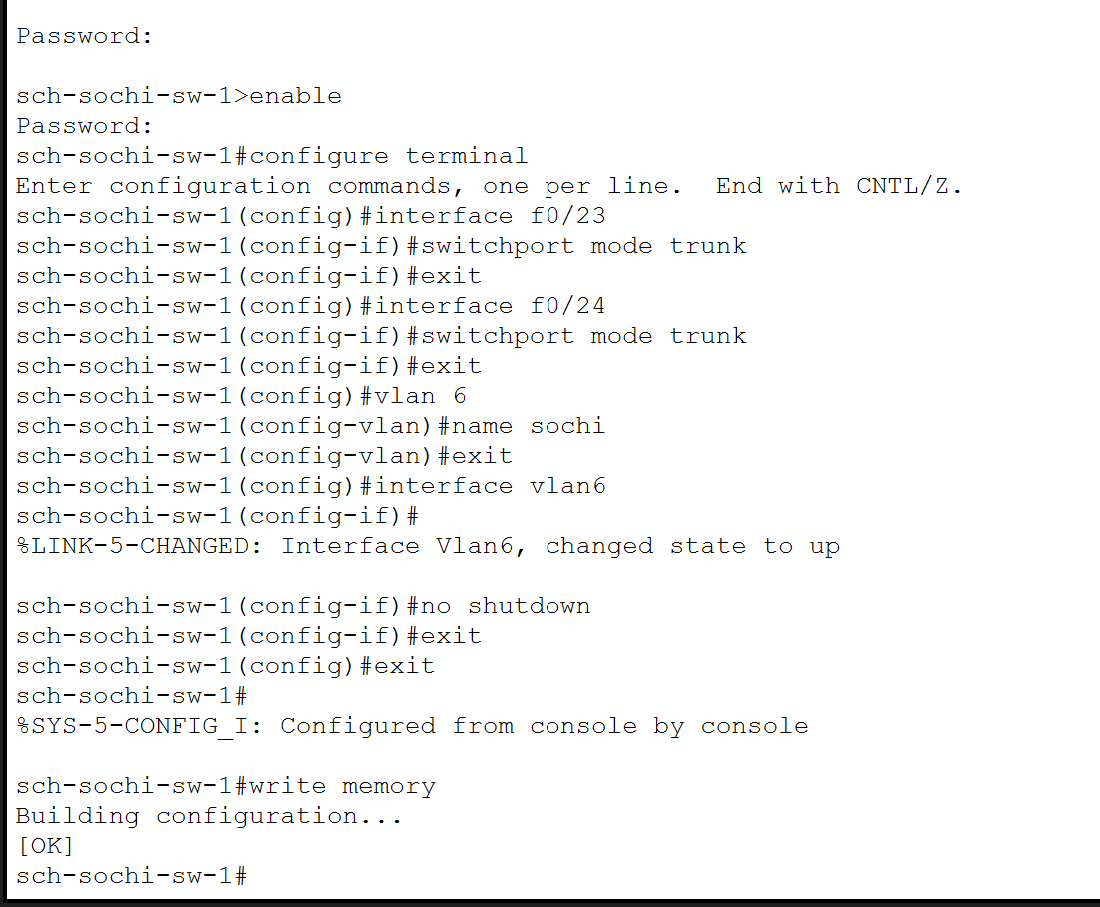 Password:
sch-sochi-sw-1>enable
Password:
sch-sochi-sw-1#configure terminal
Enter configuration commands, one per line.  End with CNTL/Z.
sch-sochi-sw-1(config)#interface f0/23
sch-sochi-sw-1(config-if)#switchport mode trunk
sch-sochi-sw-1(config-if)#exit
sch-sochi-sw-1(config)#interface f0/24
sch-sochi-sw-1(config-if)#switchport mode trunk
sch-sochi-sw-1(config-if)#exit
sch-sochi-sw-1(config)#vlan 6
sch-sochi-sw-1(config-vlan)#name sochi
sch-sochi-sw-1(config-vlan)#exit
sch-sochi-sw-1(config)#interface vlan6
sch-sochi-sw-1(config-if)#
%LINK-5-CHANGED: Interface Vlan6, changed state to up
sch-sochi-sw-1(config-if)#no shutdown
sch-sochi-sw-1(config-if)#exit
sch-sochi-sw-1(config)#exit
sch-sochi-sw-1#
%SYS-5-CONFIG_I: Configured from console by console
sch-sochi-sw-1#write memory
Building configuration...
[OK]
sch-sochi-sw-1#